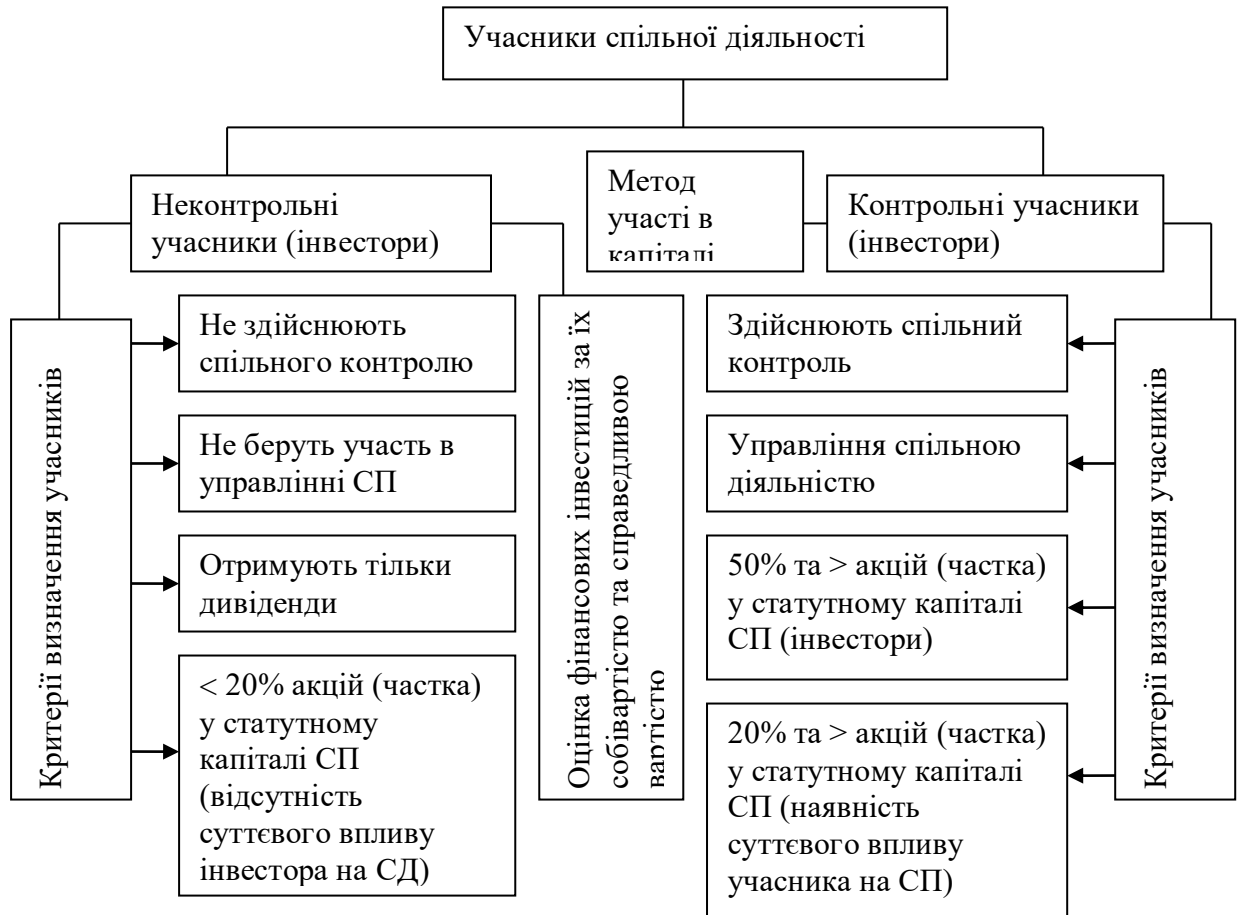 Учасники спільної діяльності
Неконтрольні
учасники (інвестори)
Метод
участі в
капіталі
Контрольні учасники
(інвестори)
Критерії визначення учасників
Не здійснюють
спільного контролю
Не беруть участь в
управлінні СП
Отримують тільки
дивіденди
< 20% акцій (частка)
у статутному
капіталі СП
(відсутність
суттєвого впливу
інвестора на СД)
Оцінка фінансових інвестицій за їх
собівартістю та справедливою
вартістю
Здійснюють спільний
контроль
Управління спільною
діяльністю
50% та > акцій (частка)
у статутному капіталі
СП (інвестори)
20% та > акцій (частка)
у статутному капіталі
СП (наявність
суттєвого впливу
учасника на СП)
Критерії визначення учасників